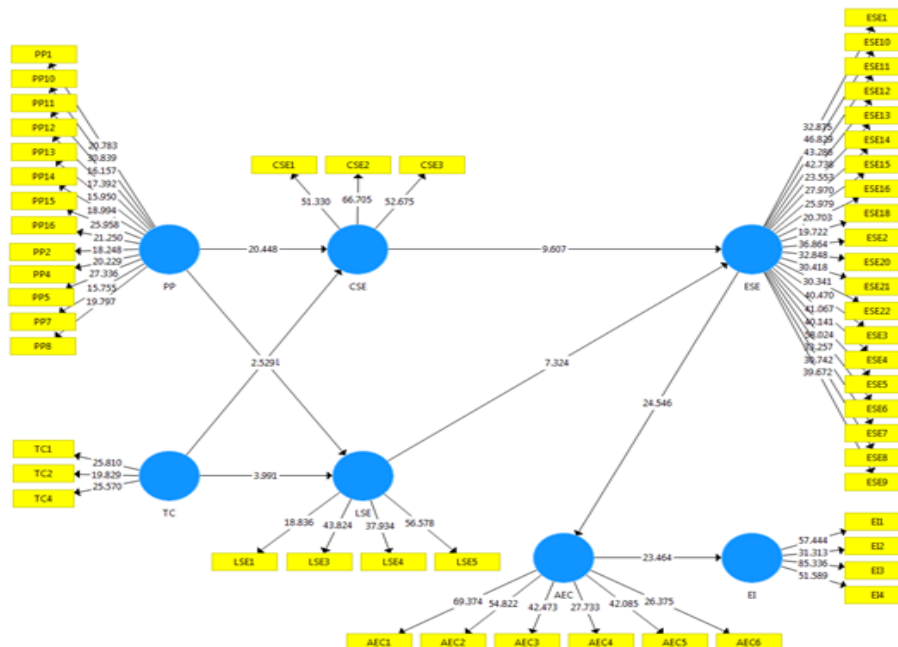 PP1
PP10
PP11
PP12
PP13
PP14
PP15
PP16
PP2
PP4
PP5
PP7
PP8
20.783
30.839
16.157
17.392
15.950
18.994
25.958
21.250
18.248
20.229
27.336
15.755
19.797
PP
20.448
CSE1
CSE2
CSE3
51.330
66.705
52.675
CSE
9.607
ESE1
ESE10
ESE11
ESE12
ESE13
ESE14
ESE15
ESE16
ESE18
ESE2
ESE20
ESE21
ESE22
ESE3
ESE4
ESE5
ESE6
ESE7
ESE8
ESE9
32.875
46.829
43.286
42.738
23.553
27.970
25.979
20.703
19.722
36.864
32.848
30.418
30.341
40.470
41.067
40.141
39.672
ESE
7.324
24.546
TC1
TC2
TC4
25.810
19.829
25.570
TC
3.991
LSE
18.836
43.824
37.934
56.578
LSE1
LSE3
LSE4
LSE5
AEC
23.464
69.374
54.822
42.473
27.733
42.085
26.375
AEC1
AEC2
AEC3
AEC4
AEC5
AEC6
EI
57.444
31.313
85.336
51.589
EI1
EI2
EI3
EI4